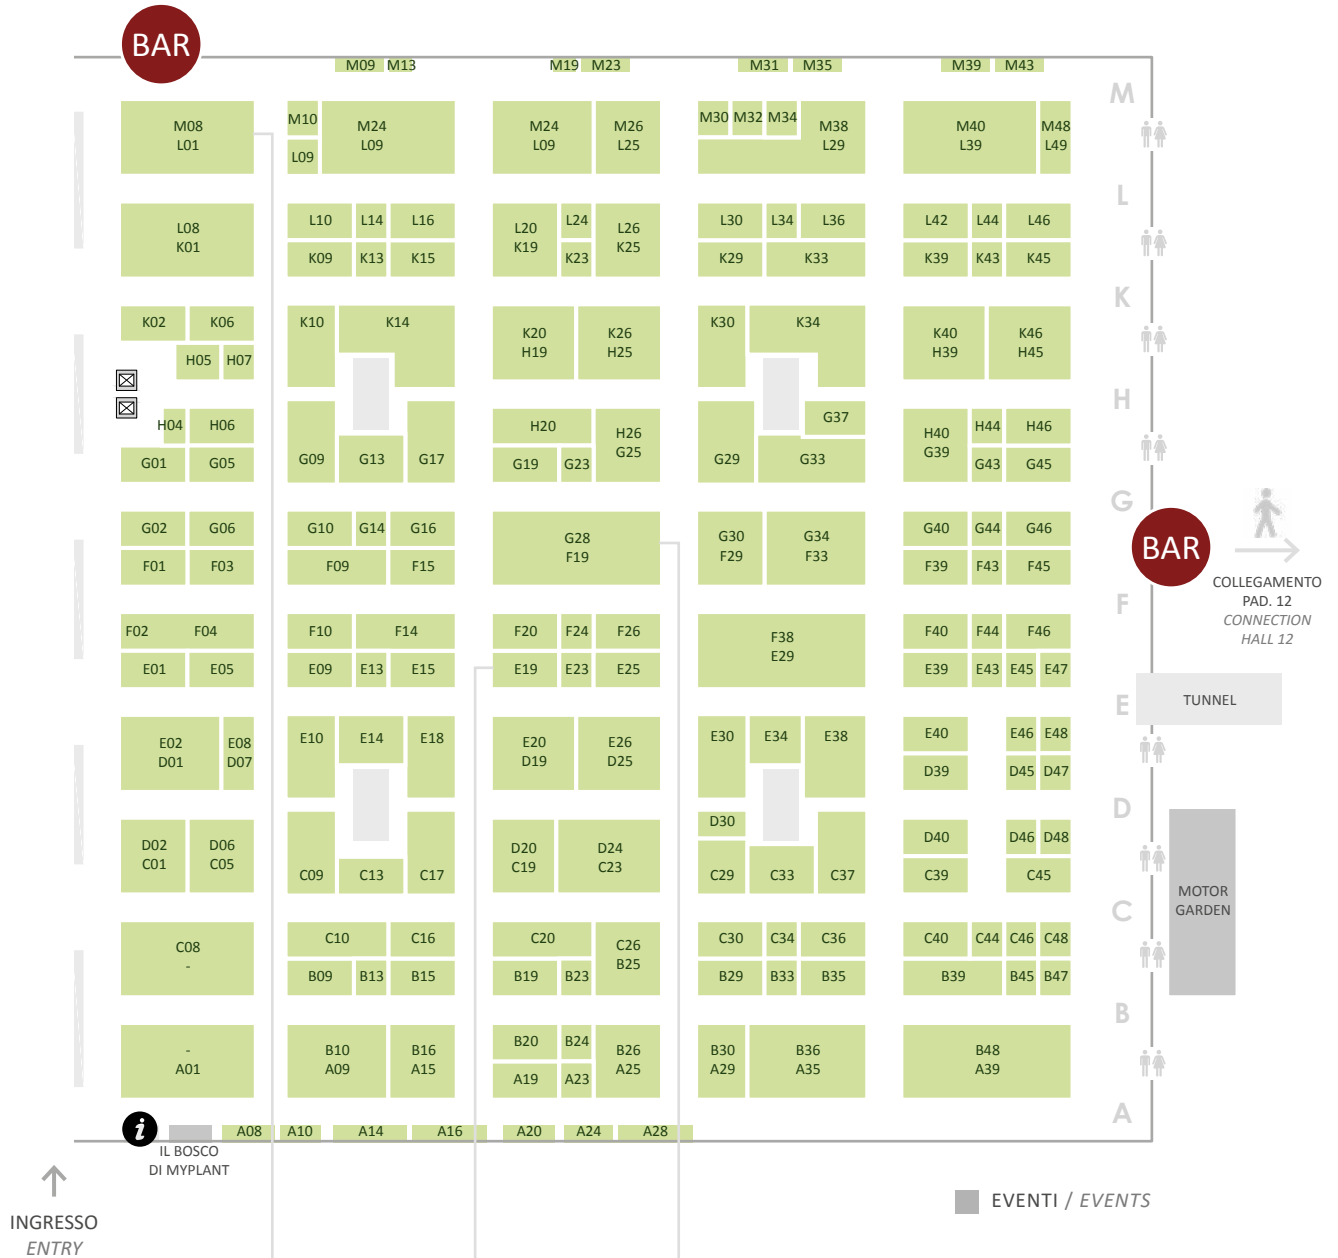 BAR
M09 M13 M19 M23 M31 M35 M39 M43
M
M08
L01
M10
L09
M24
L09
M24
L09
M26
L25
M30 M32 M34
M38
L29
M40
L39
M48
L49
L
L08
K01
L10 L14 L16
K09 K13 K15
L20
K19
L24
K23
L26
K25
L30 L34 L36
K29 K33
L42 L44 L46
K39 K43 K45
K
K02 K06
H05 H07
K10 K14
K20
H19
K26
H25
K30 K34
K40
H39
K46
H45
H
H04 H06
G01 G05
G09 G13 G17
H20
G19 G23
H26
G25
G37
G29 G33
H40
G39
H44 H46
G43 G45
G
G02 G06
F01 F03
G10 G14 G16
F09 F15
G28
F19
G30
F29
G34
F33
G40 G44 G46
F39 F43 F45
BAR
COLLEGAMENTO
PAD. 12
CONNECTION
HALL 12
F
F02 F04
E01 E05
F10 F14
E09 E13 E15
F20 F24 F26
E19 E23 E25
F38
E29
F40 F44 F46
E39 E43 E45 E47
E
TUNNEL
E02
D01
E08
D07
E10 E14 E18
E20
D19
E26
D25
E30 E34 E38
E40 E46 E48
D39 D45 D47
D
D02
C01
D06
C05
C09 C13 C17
D20
C19
D24
C23
D30
C29 C33 C37
D40 D46 D48
C39 C45
MOTOR
GARDEN
C
C08
-
C10 C16
B09 B13 B15
C20
B19 B23
C26
B25
C30 C34 C36
B29 B33 B35
C40 C44 C46 C48
B39 B45 B47
B
-
A01
B10
A09
B16
A15
B20 B24
A19 A23
B26
A25
B30
A29
B36
A35
B48
A39
A
i
A08 A10 A14 A16 A20 A24 A28
IL BOSCO
DI MYPLANT
INGRESSO
ENTRY
EVENTI / EVENTS